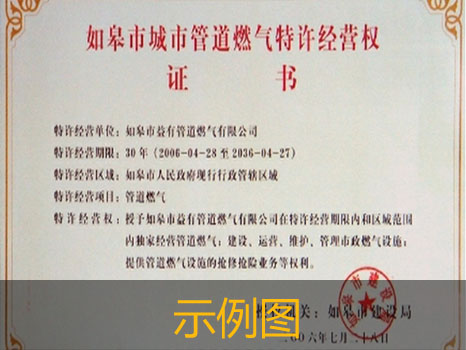 如皋市城市管道燃气特许经营权
证 书
特许经营单位：如皋市益有管道燃气有限公司
特许经营期限：30 年（2006-04-28 至 2036-04-27）
特许经营区域：如皋市人民政府现行行政管辖区域
特许经营项目：管道燃气
特 许 经 营 权：授予如皋市益有管道燃气有限公司在特许经营期限内和区域范围
内独家经营管道燃气；建设、运营、维护、管理市政燃气设施；
提供管道燃气设施的抢修抢险业务等权利。
机关：如皋市建设局
二〇〇六年七月二十八日
示例图